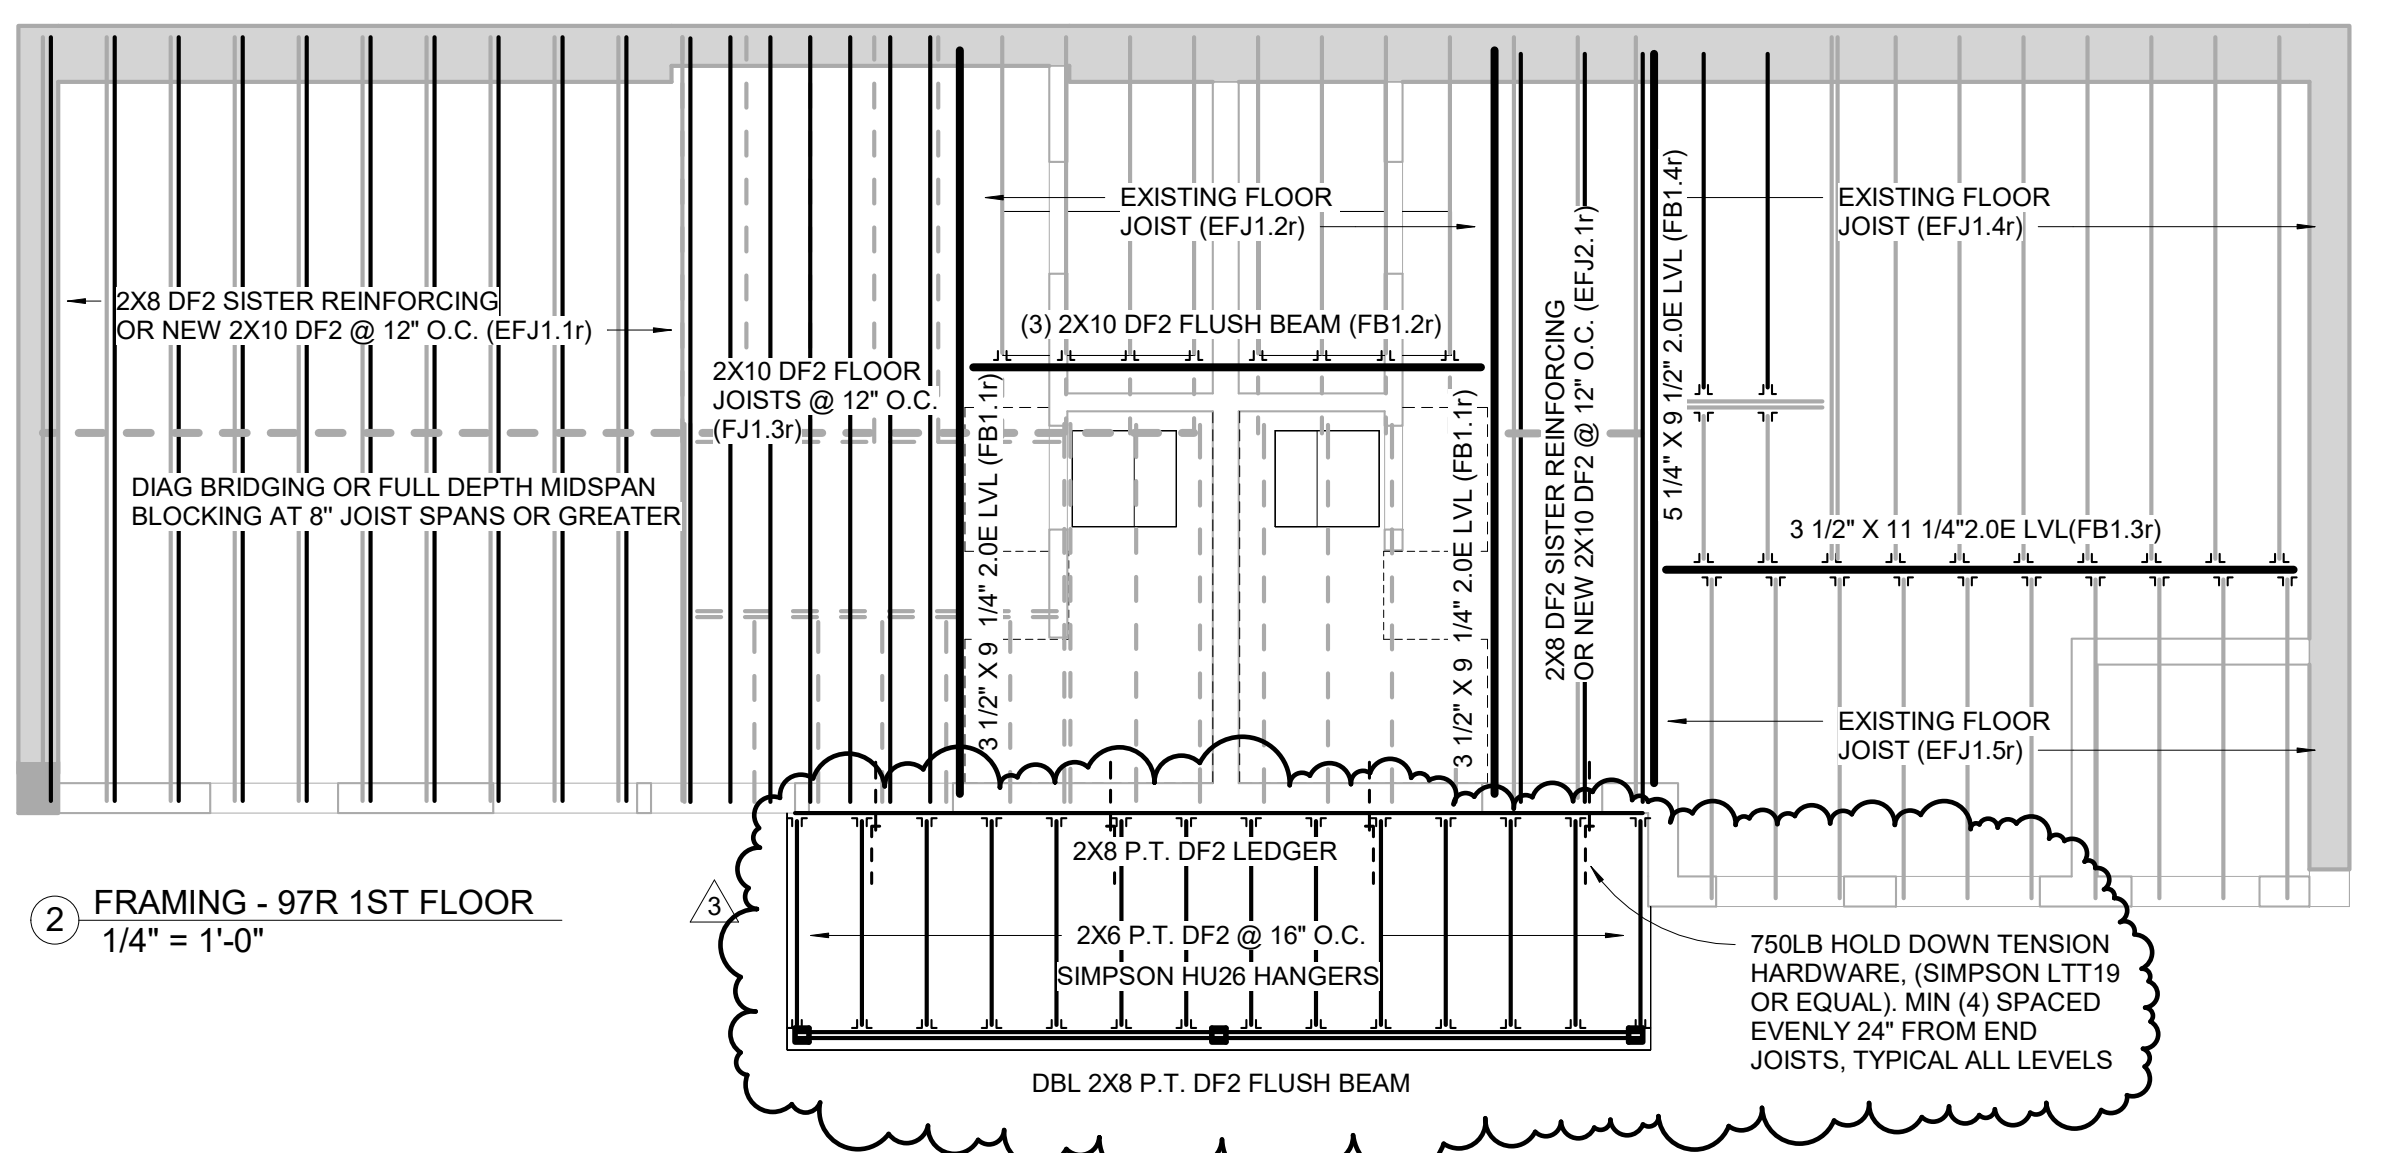 EXISTING FLOOR
JOIST (EFJ1.2r)
EXISTING FLOOR
JOIST (EFJ1.4r)
2X8 DF2 SISTER REINFORCING
OR NEW 2X10 DF2 @ 12" O.C. (EFJ1.1r)
(3) 2X10 DF2 FLUSH BEAM (FB1.2r)
2X10 DF2 FLOOR
JOISTS @ 12" O.C.
(FJ1.3r)
3 1/2" X 9 1/4" 2.0E LVL (FB1.1r)
3 1/2" X 9 1/4" 2.0E LVL (FB1.1r)
2X8 DF2 SISTER REINFORCING
OR NEW 2X10 DF2 @ 12" O.C. (EFJ2.1r)
5 1/4" X 9 1/2" 2.0E LVL (FB1.4r)
DIAG BRIDGING OR FULL DEPTH MIDSPAN
BLOCKING AT 8" JOIST SPANS OR GREATER
3 1/2" X 11 1/4"2.0E LVL(FB1.3r)
EXISTING FLOOR
JOIST (EFJ1.5r)
2X8 P.T. DF2 LEDGER
3
2X6 P.T. DF2 @ 16" O.C.
SIMPSON HU26 HANGERS
750LB HOLD DOWN TENSION
HARDWARE, (SIMPSON LTT19
OR EQUAL). MIN (4) SPACED
EVENLY 24" FROM END
JOISTS, TYPICAL ALL LEVELS
DBL 2X8 P.T. DF2 FLUSH BEAM
2
FRAMING - 97R 1ST FLOOR
1/4" = 1'-0"